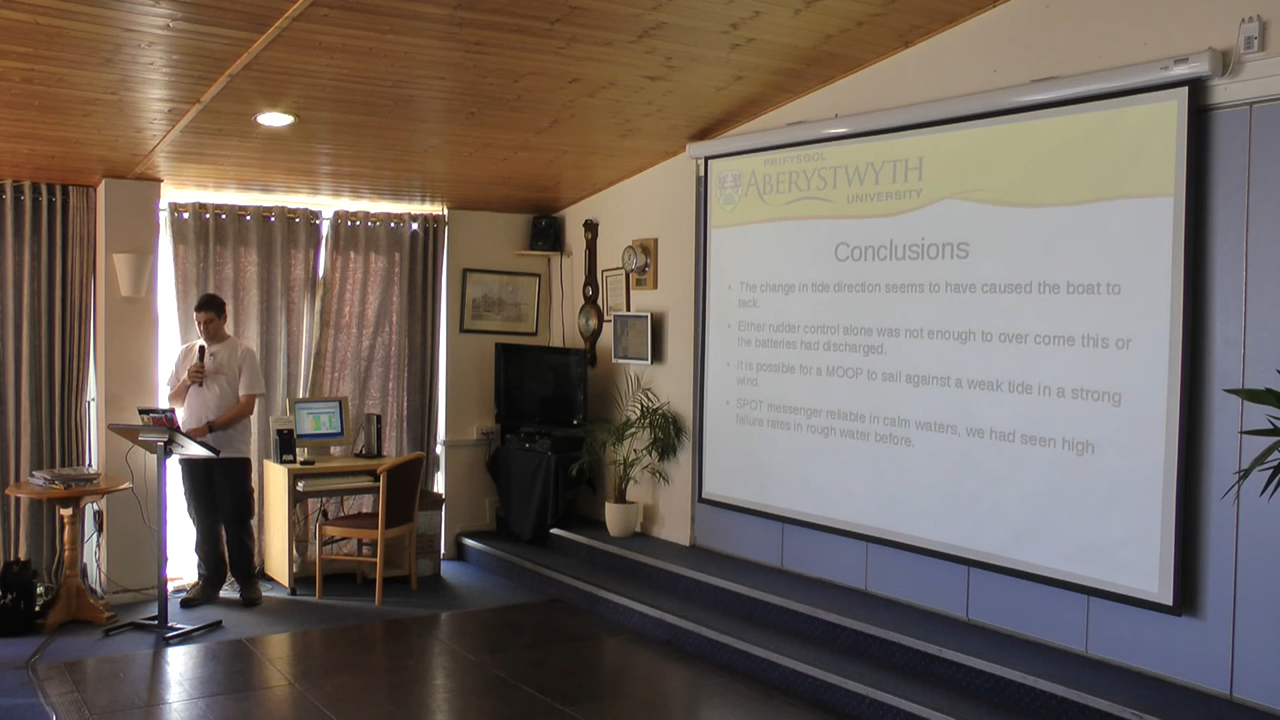 PRIFYSGOL
ABERYSTWYTH
UNIVERSITY
Conclusions
• The change in tide direction seems to have caused the boat to
tack.
• Either rudder control alone was not enough to over come this or
the batteries had discharged.
• It is possible for a MOOP to sail against a weak tide in a strong
wind.
• SPOT messenger reliable in calm waters, we had seen high
failure rates in rough water before.